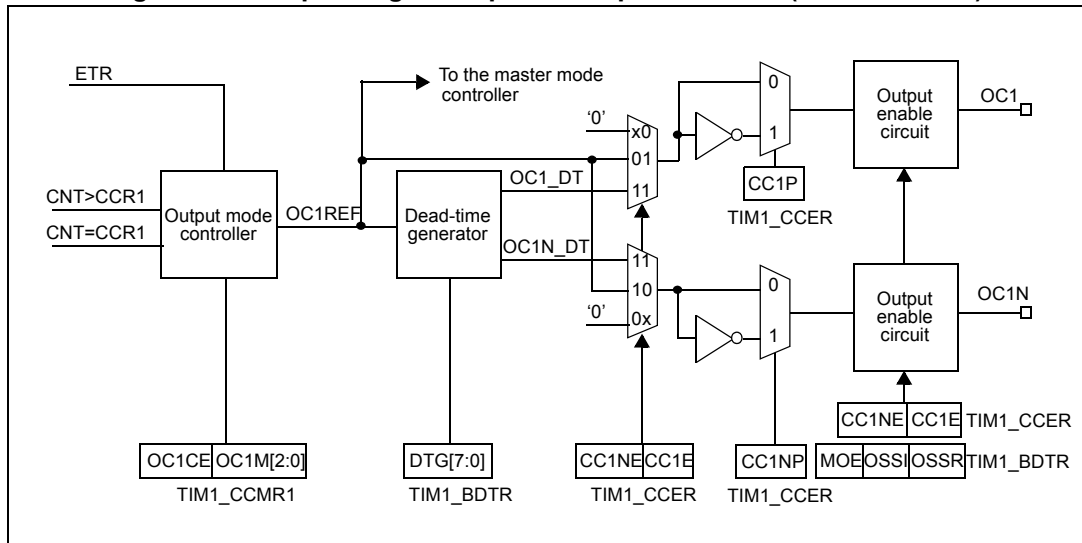 ETR
To the master mode
controller
'0'
x0
01
11
OC1_DT
CNT>CCR1
CNT=CCR1
Output mode
controller
OC1REF
Dead-time
generator
OC1N_DT
11
10
'0'
0x
0
1
CC1P
TIM1_CCER
Output
enable
circuit
OC1
0
1
Output
enable
circuit
OC1N
OC1CE OC1M[2:0]
TIM1_CCMR1
DTG[7:0]
TIM1_BDTR
CC1NE CC1E
TIM1_CCER
CC1NP
TIM1_CCER
CC1NE CC1E TIM1_CCER
MOE OSSI OSSR TIM1_BDTR